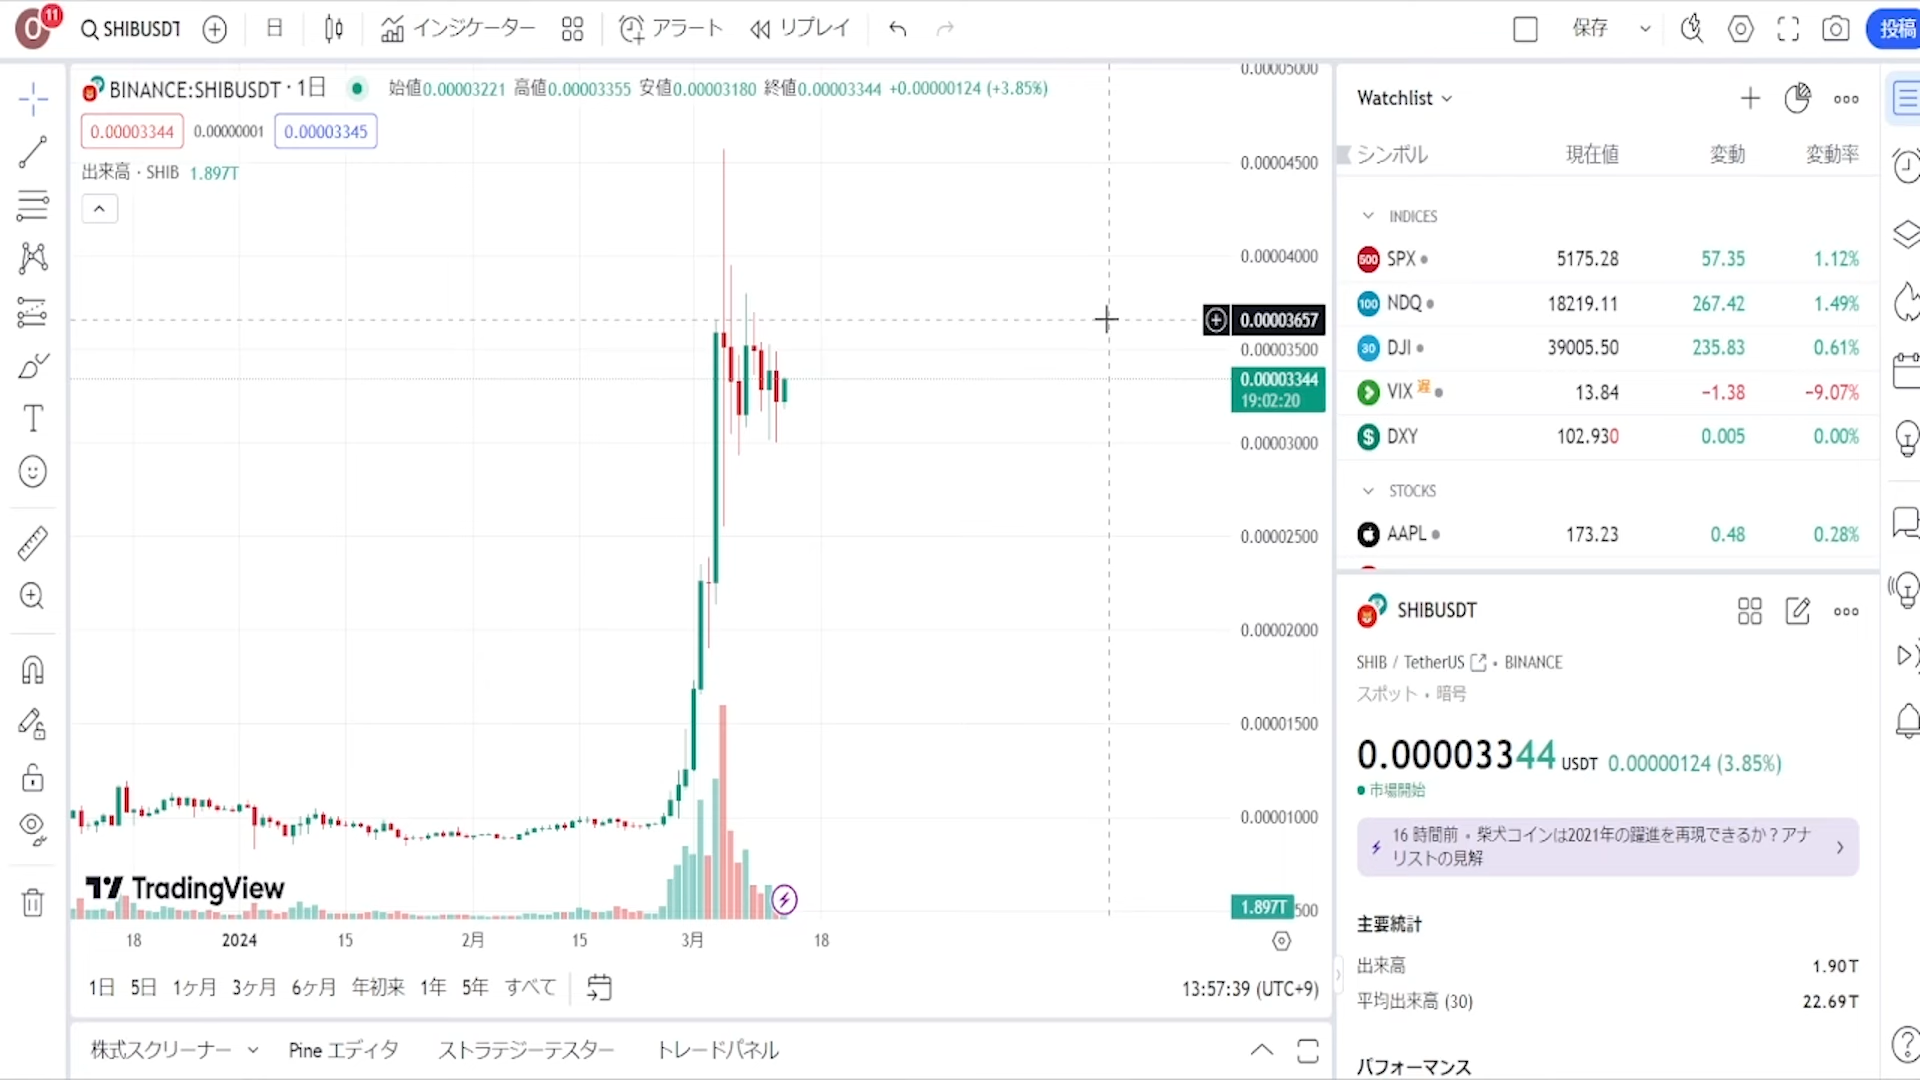 O 11 SHIBUSDT 日 インジケーター アラート リプレイ 保存 投稿
BINANCE:SHIBUSDT · 1日 始値0.00003221 高値0.00003355 安値0.00003180 終値0.00003344 +0.00000124 (+3.85%)
0.00003344 0.00000001 0.00003345
出来高 · SHIB 1.897T
0.00005000
0.00004500
0.00004000
0.00003657
0.00003500
0.00003344
19:02:20
0.00003000
0.00002500
0.00002000
0.00001500
0.00001000
1.897T 500
TradingView
18 2024 15 2月 15 3月 18
1日 5日 1ヶ月 3ヶ月 6ヶ月 年初来 1年 5年 すべて 13:57:39 (UTC+9)
株式スクリーナー Pine エディタ ストラテジーテスター トレードパネル
Watchlist
シンボル 現在値 変動 変動率
INDICES
500 SPX 5175.28 57.35 1.12%
100 NDQ 18219.11 267.42 1.49%
30 DJI 39005.50 235.83 0.61%
VIX 遅 13.84 −1.38 −9.07%
$ DXY 102.930 0.005 0.00%
STOCKS
AAPL 173.23 0.48 0.28%
SHIBUSDT
SHIB / TetherUS • BINANCE
スポット • 暗号
0.00003344 USDT 0.00000124 (3.85%)
市場開始
16 時間前 • 柴犬コインは2021年の躍進を再現できるか？アナ
リストの見解
主要統計
出来高 1.90T
平均出来高 (30) 22.69T
パフォーマンス